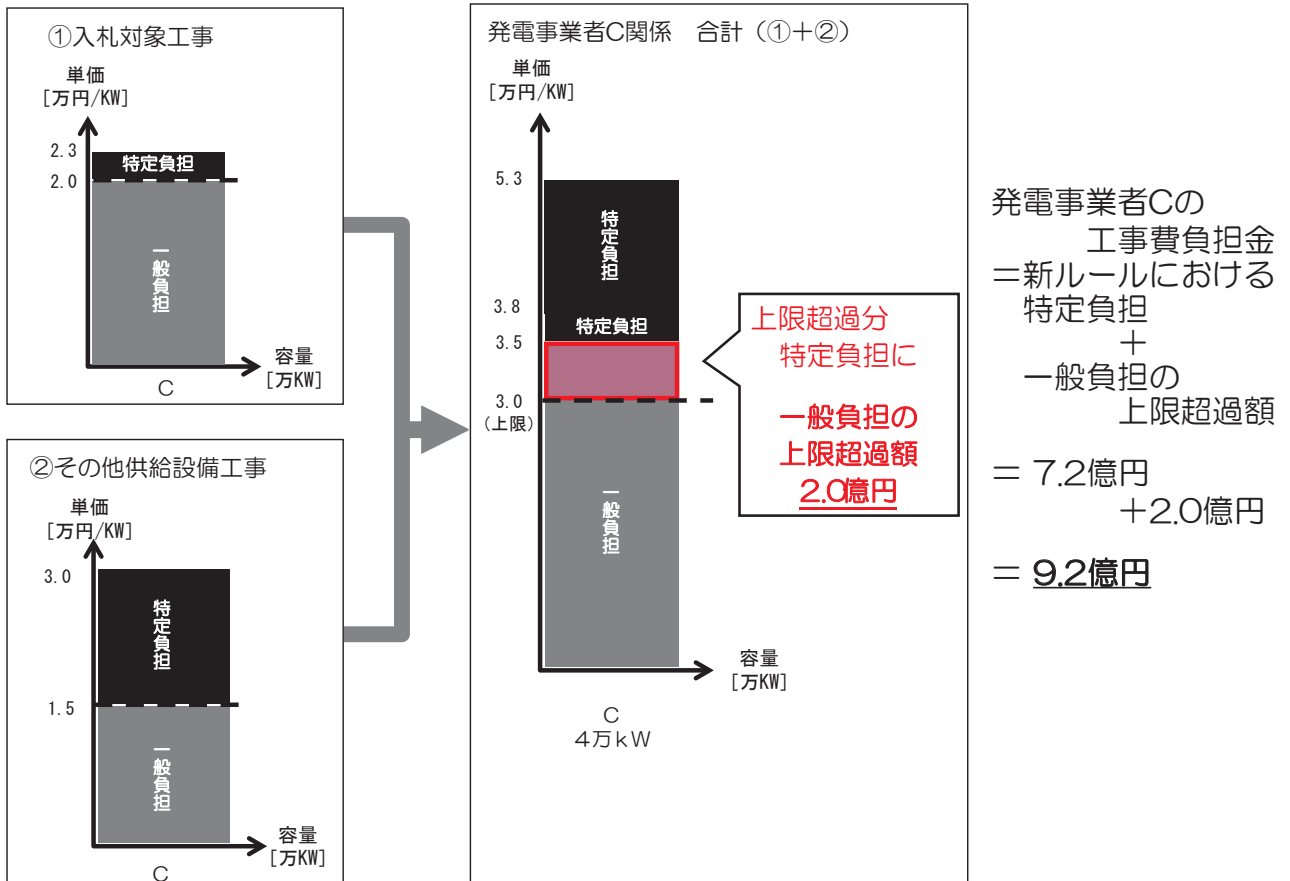 ①入札対象工事
単価
[万円/KW]
2.3
2.0
特定負担
一般負担
容量
[万KW]
C
②その他供給設備工事
単価
[万円/KW]
3.0
1.5
特定負担
一般負担
容量
[万KW]
C
発電事業者C関係 合計(①+②)
単価
[万円/KW]
5.3
3.8
3.5
3.0
(上限)
特定負担
特定負担
一般負担
容量
[万KW]
C
4万kW
上限超過分
特定負担に
一般負担の
上限超過額
2.0億円
発電事業者Cの
工事費負担金
=新ルールにおける
特定負担
+
一般負担の
上限超過額
= 7.2億円
+2.0億円
= 9.2億円